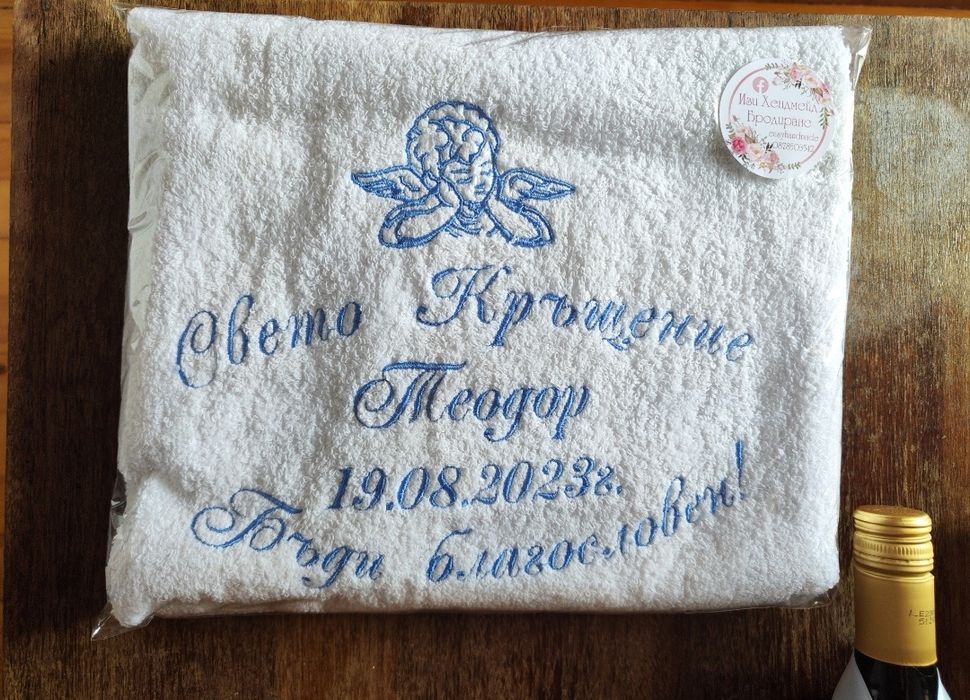 Свето Кръщение
Теодор
19.08.2023г.
Бъди благословен!
Изи Хендмейд
Бродиране